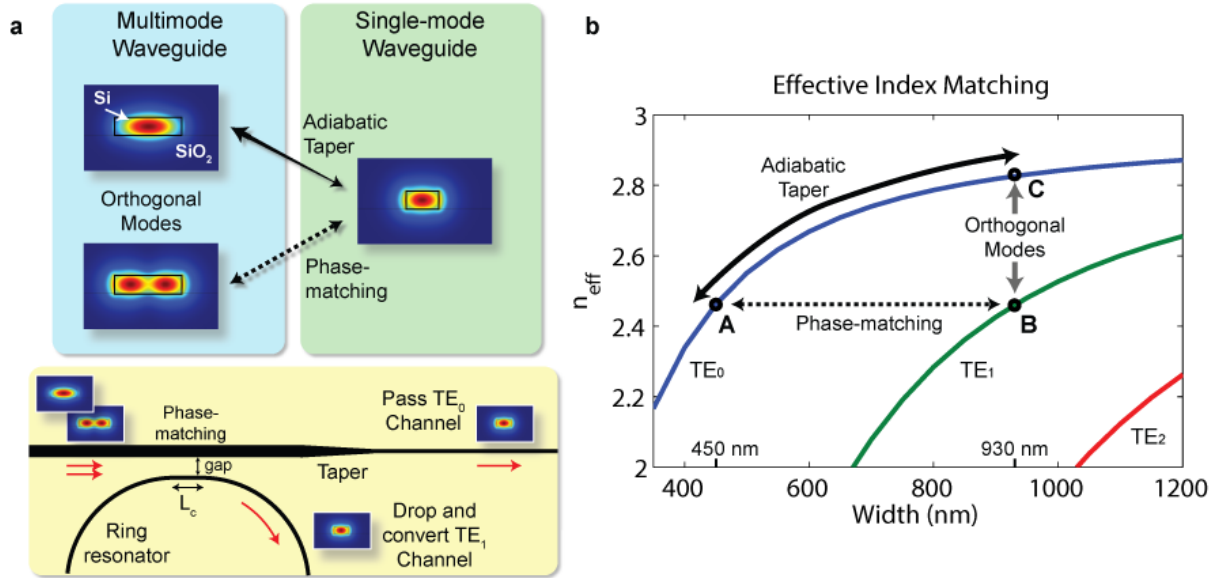 a
Multimode
Waveguide
Single-mode
Waveguide
Si
SiO2
Adiabatic
Taper
Orthogonal
Modes
Phase-
matching
Phase-
matching
Pass TE0
Channel
gap
Taper
Lc
Ring
resonator
Drop and
convert TE1
Channel
b
Effective Index Matching
3
2.8
2.6
2.4
2.2
2
neff
Adiabatic
Taper
C
Orthogonal
Modes
A
Phase-matching
B
TE0
TE1
TE2
450 nm
930 nm
400
600
800
1000
1200
Width (nm)